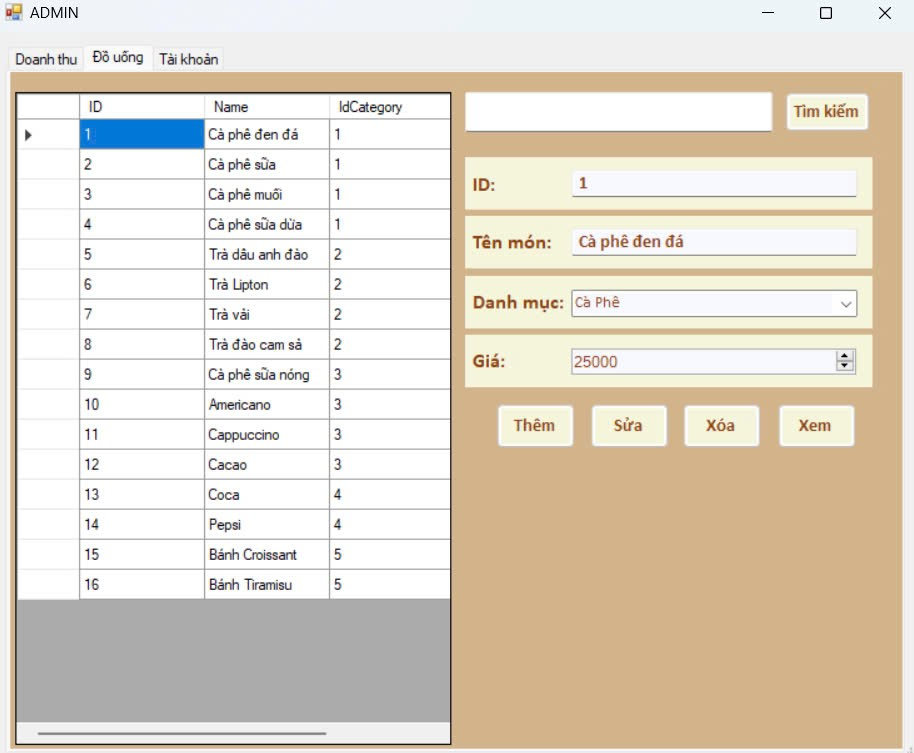 ADMIN
Doanh thu Đồ uống Tài khoản
ID Name IdCategory
1 Cà phê đen đá 1
2 Cà phê sữa 1
3 Cà phê muối 1
4 Cà phê sữa dừa 1
5 Trà dâu anh đào 2
6 Trà Lipton 2
7 Trà vải 2
8 Trà đào cam sả 2
9 Cà phê sữa nóng 3
10 Americano 3
11 Cappuccino 3
12 Cacao 3
13 Coca 4
14 Pepsi 4
15 Bánh Croissant 5
16 Bánh Tiramisu 5
Tìm kiếm
ID: 1
Tên món: Cà phê đen đá
Danh mục: Cà Phê
Giá: 25000
Thêm Sửa Xóa Xem